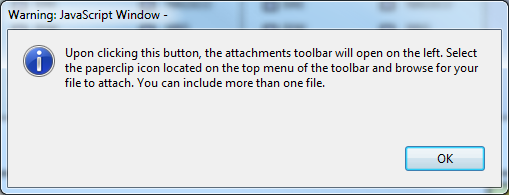 Warning: JavaScript Window -
Upon clicking this button, the attachments toolbar will open on the left. Select
the paperclip icon located on the top menu of the toolbar and browse for your
file to attach. You can include more than one file.
OK